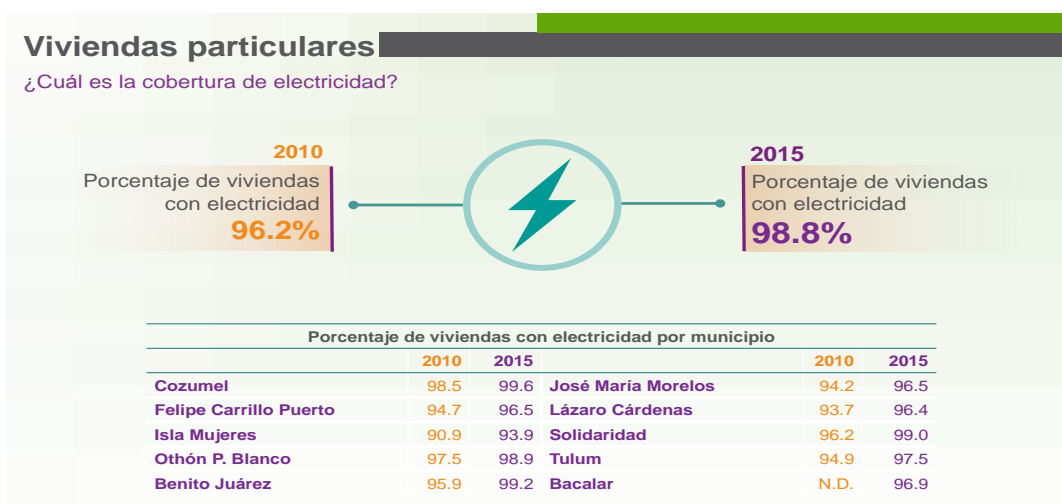 Viviendas particulares
¿Cuál es la cobertura de electricidad?
2010
Porcentaje de viviendas
con electricidad
96.2%
2015
Porcentaje de viviendas
con electricidad
98.8%
Porcentaje de viviendas con electricidad por municipio
2010 2015 2010 2015
Cozumel 98.5 99.6 José María Morelos 94.2 96.5
Felipe Carrillo Puerto 94.7 96.5 Lázaro Cárdenas 93.7 96.4
Isla Mujeres 90.9 93.9 Solidaridad 96.2 99.0
Othón P. Blanco 97.5 98.9 Tulum 94.9 97.5
Benito Juárez 95.9 99.2 Bacalar N.D. 96.9